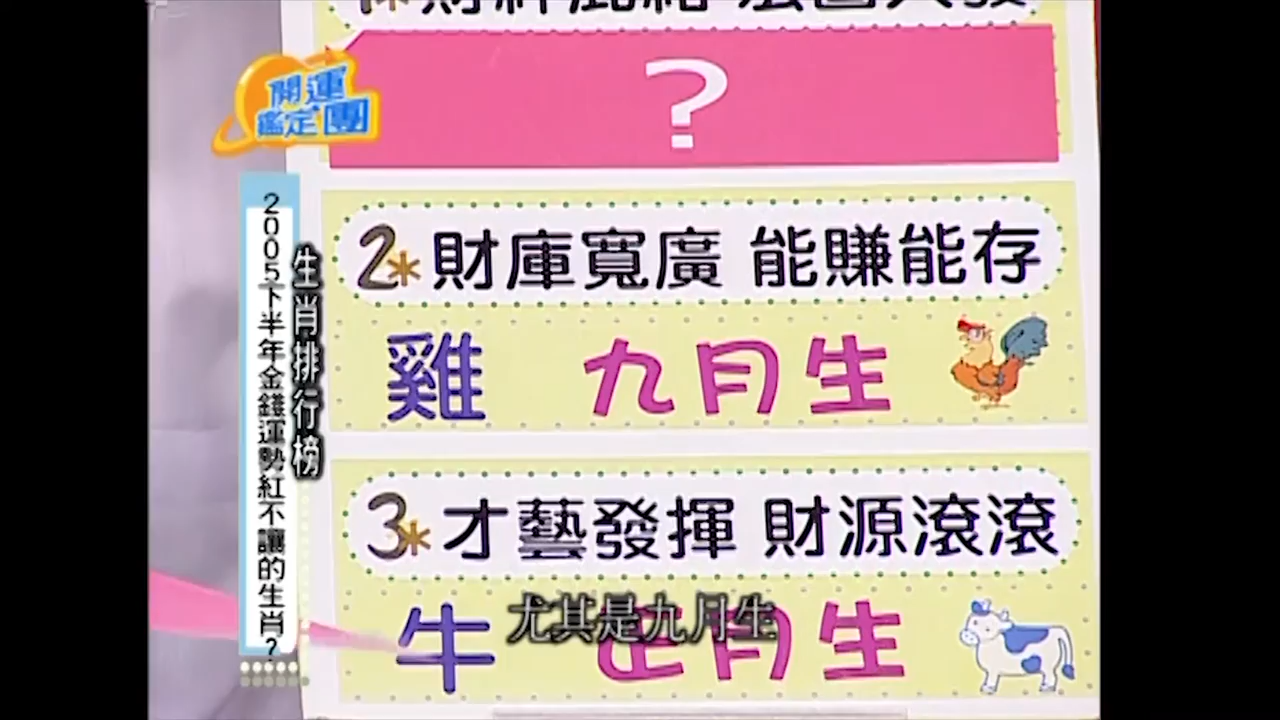 ?
開運
鑑定團
2*財庫寬廣 能賺能存
雞 九月生
3*才藝發揮 財源滾滾
牛 正月生
尤其是九月生
生肖排行榜
2005下半年金錢運勢紅不讓的生肖?